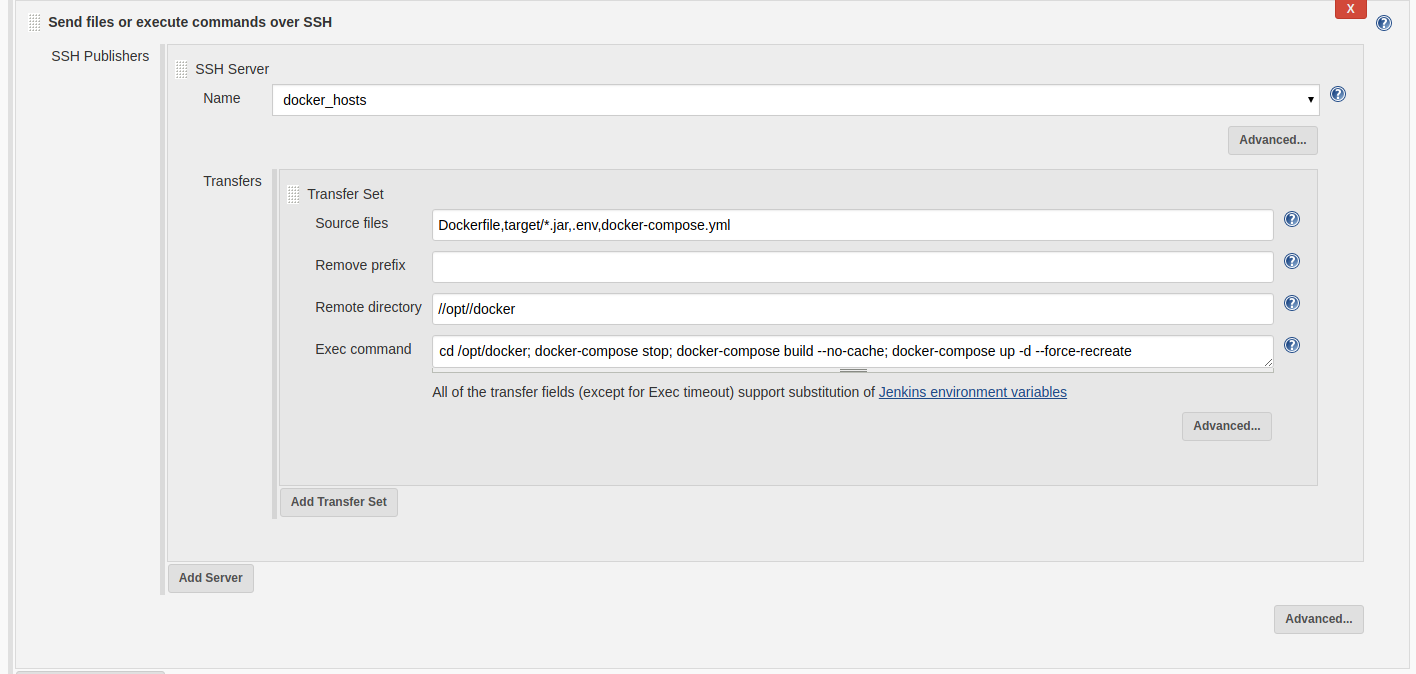 Send files or execute commands over SSH
X
SSH Publishers
SSH Server
Name
docker_hosts
Advanced...
Transfers
Transfer Set
Source files
Dockerfile,target/*.jar,.env,docker-compose.yml
Remove prefix
Remote directory
//opt//docker
Exec command
cd /opt/docker; docker-compose stop; docker-compose build --no-cache; docker-compose up -d --force-recreate
All of the transfer fields (except for Exec timeout) support substitution of Jenkins environment variables
Advanced...
Add Transfer Set
Add Server
Advanced...